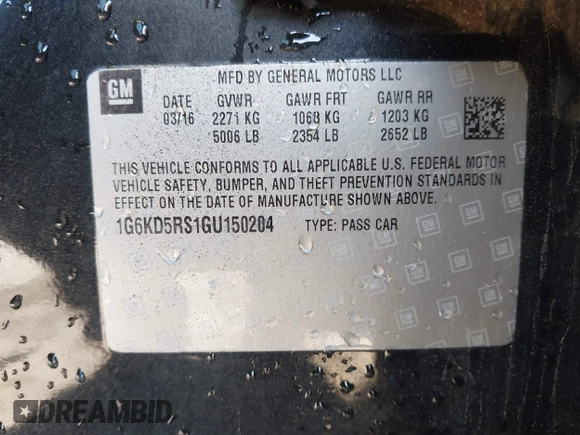 GM
MFD BY GENERAL MOTORS LLC
DATE GVWR GAWR FRT GAWR RR
03/16 2271 KG 1068 KG 1203 KG
5006 LB 2354 LB 2652 LB
THIS VEHICLE CONFORMS TO ALL APPLICABLE U.S. FEDERAL MOTOR
VEHICLE SAFETY, BUMPER, AND THEFT PREVENTION STANDARDS IN
EFFECT ON THE DATE OF MANUFACTURE SHOWN ABOVE.
1G6KD5RS1GU150204 TYPE: PASS CAR
DREAMBID